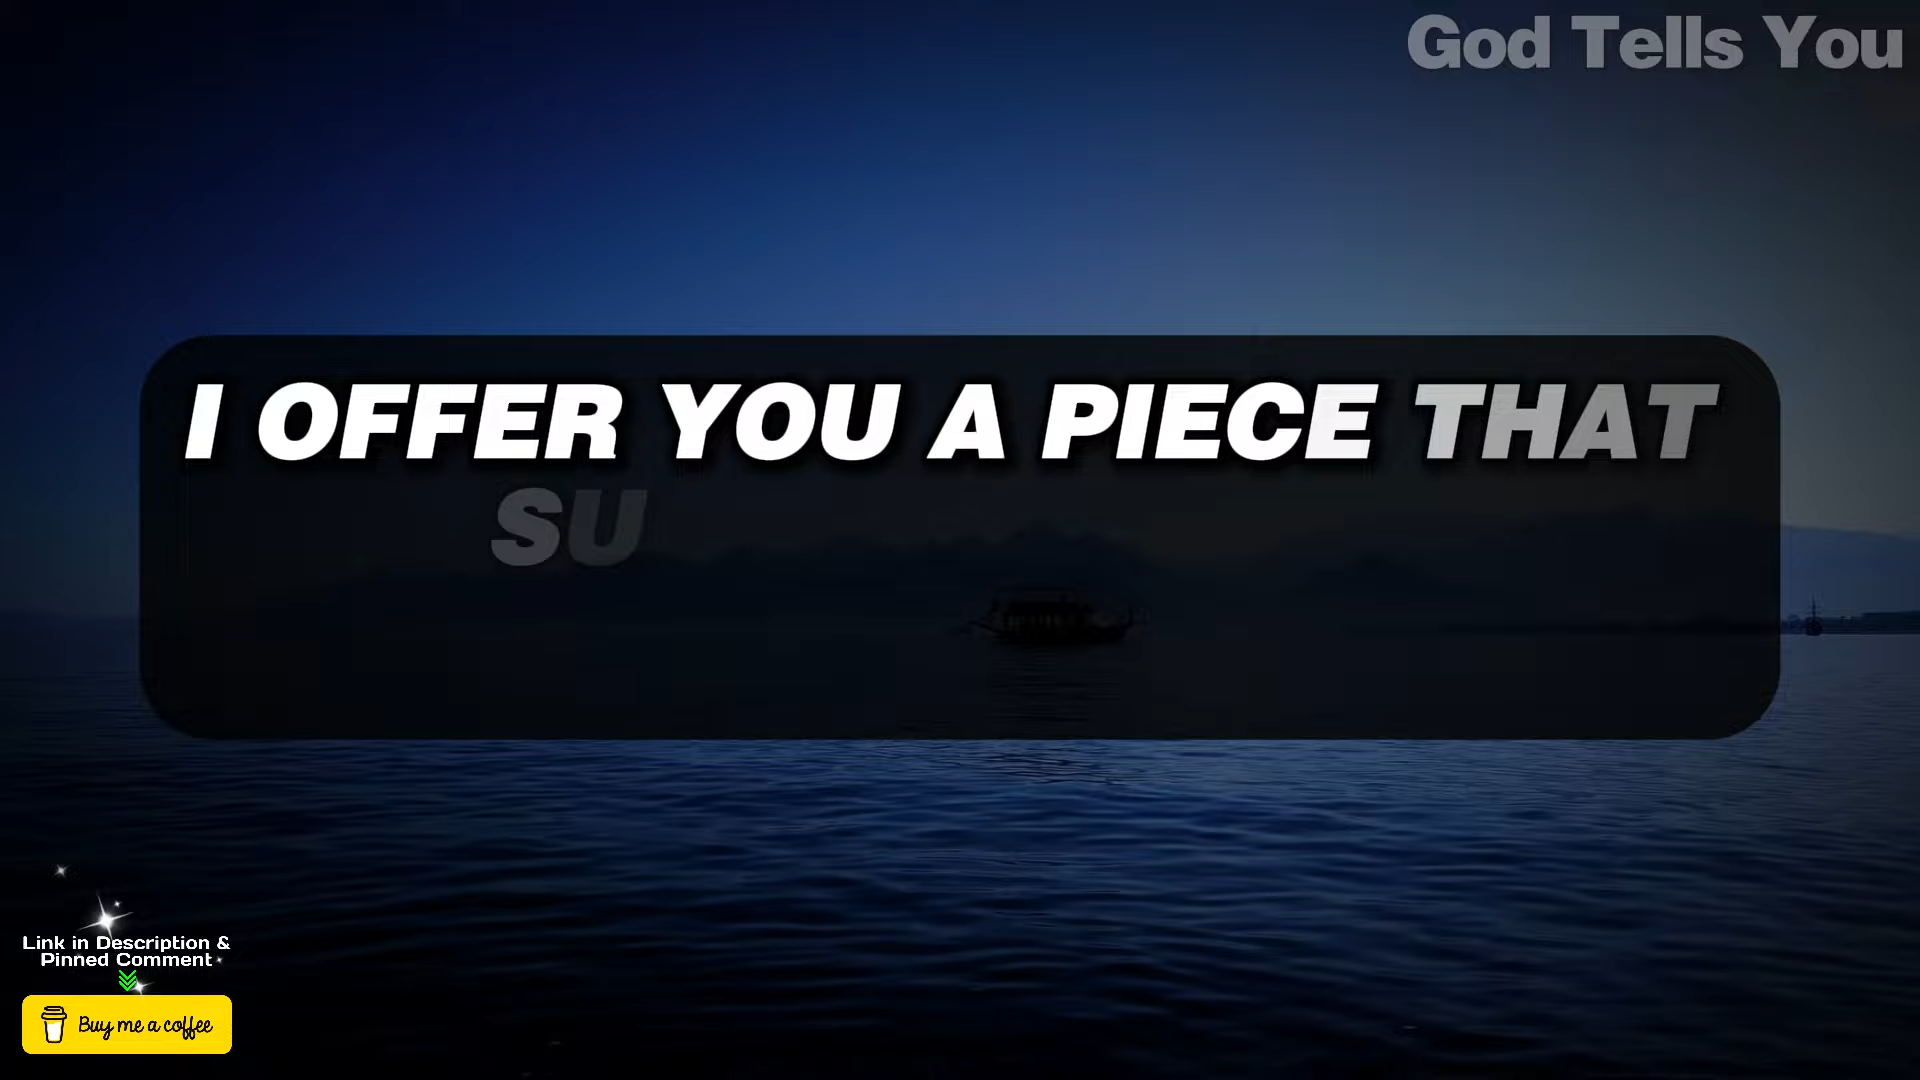 God Tells You
I OFFER YOU A PIECE THAT
SU
Link in Description &
Pinned Comment
Buy me a coffee